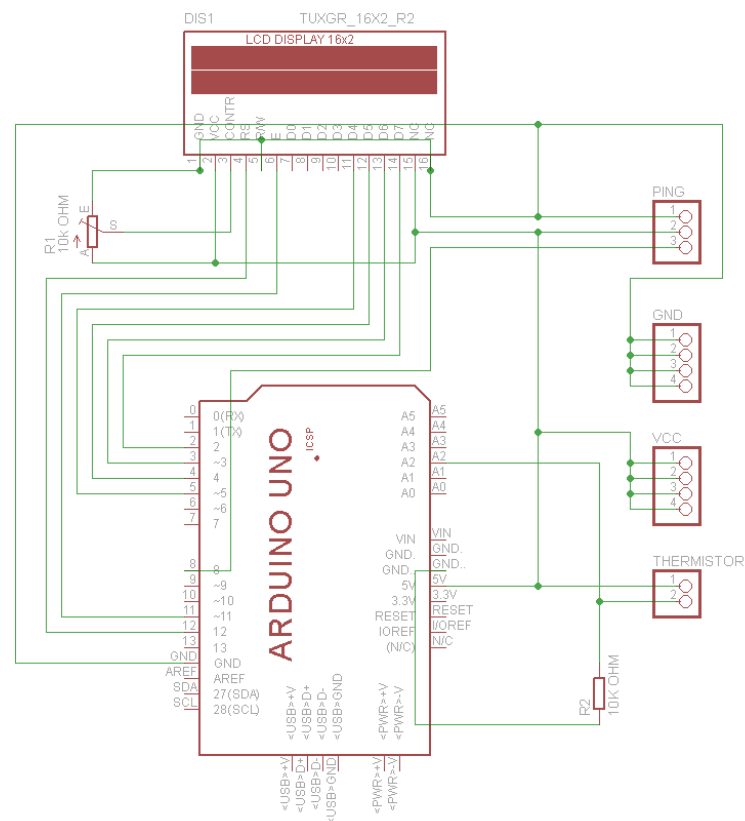 DIS1
TUXGR_16X2_R2
LCD DISPLAY 16x2
GND
VCC
CONTR
RS
R/W
E
D0
D1
D2
D3
D4
D5
D6
D7
NC
NC
1
2
3
4
5
6
7
8
9
10
11
12
13
14
15
16
R1
10k OHM
E
S
A
PING
1
2
3
GND
1
2
3
4
VCC
1
2
3
4
THERMISTOR
1
2
R2
10K OHM
ARDUINO UNO
ICSP
0 0(RX)
1 1(TX)
2 2
3 ~3
4 4
5 ~5
6 ~6
7 7
8 8
9 ~9
10 ~10
11 ~11
12 12
13 13
GND GND
AREF AREF
SDA 27(SDA)
SCL 28(SCL)
A5 A5
A4 A4
A3 A3
A2 A2
A1 A1
A0 A0
VIN VIN
GND. GND.
GND.. GND..
5V 5V
3.3V 3.3V
RESET RESET
IOREF I/OREF
(N/C) N/C
<USB>+V
<USB>D+
<USB>D-
<USB>GND
<PWR>+V
<PWR>-V
<USB>+V
<USB>D+
<USB>D-
<USB>GND
<PWR>+V
<PWR>-V